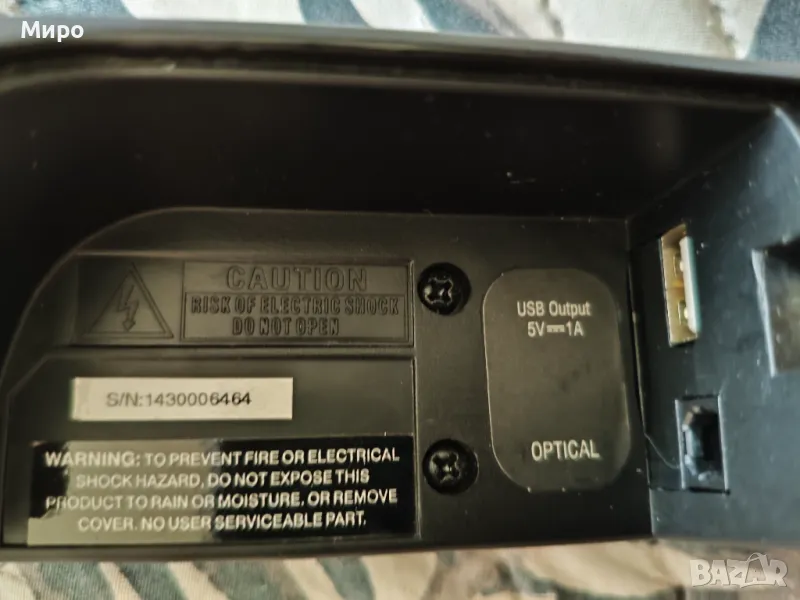 Миро
CAUTION
RISK OF ELECTRIC SHOCK
DO NOT OPEN
USB Output
5V⎓1A
S/N:1430006464
OPTICAL
WARNING: TO PREVENT FIRE OR ELECTRICAL
SHOCK HAZARD, DO NOT EXPOSE THIS
PRODUCT TO RAIN OR MOISTURE. OR REMOVE
COVER. NO USER SERVICEABLE PART.
BAZAR